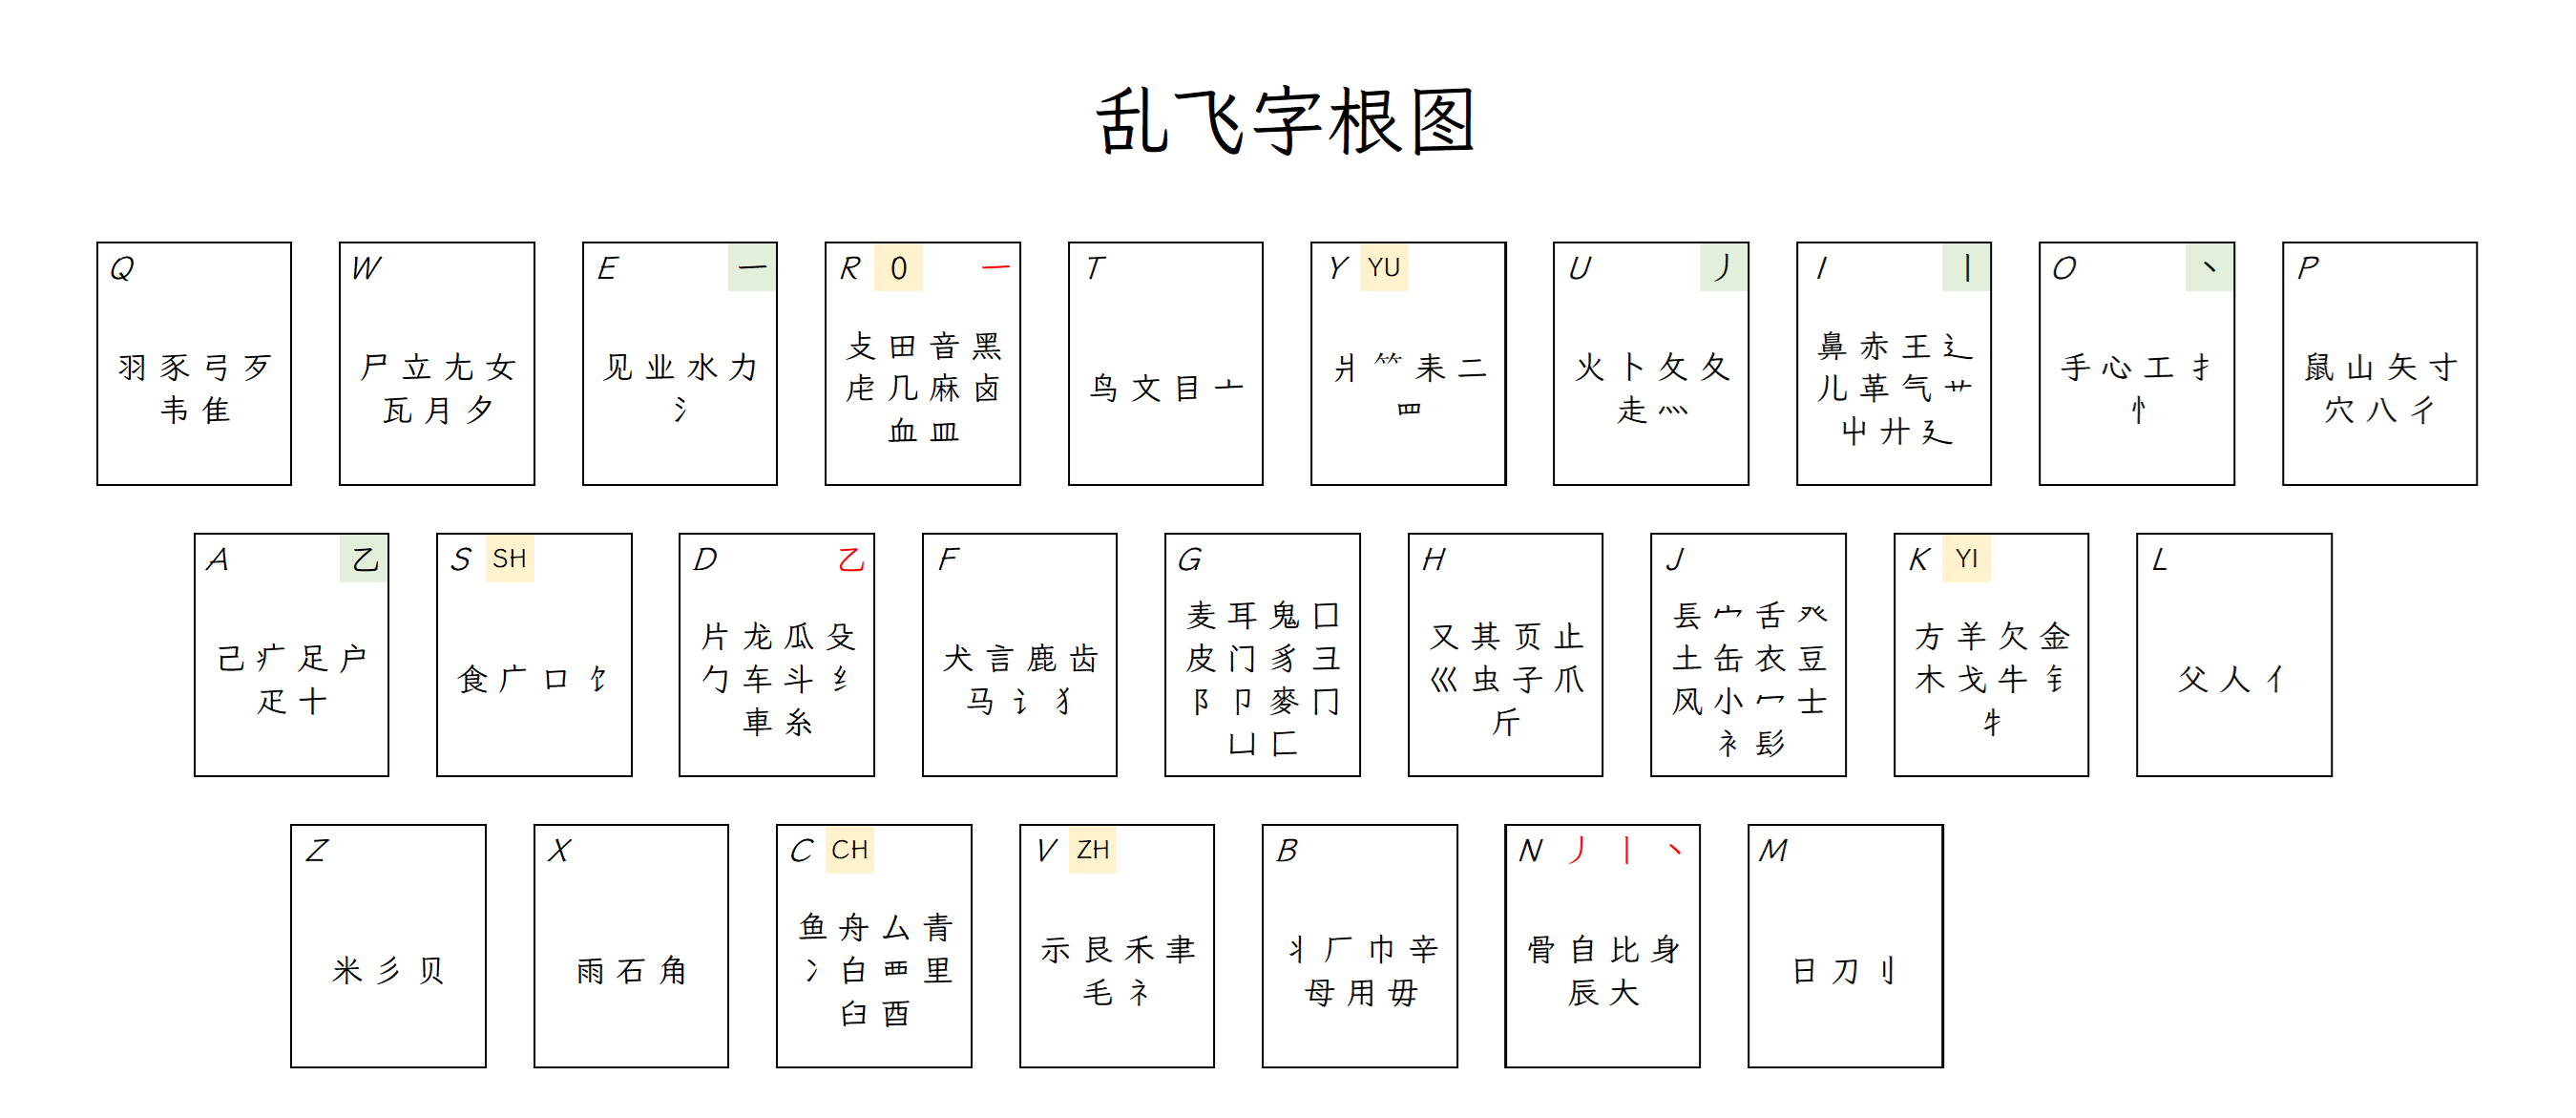 乱飞字根图
Q
羽 豕 弓 歹
韦 隹
W
尸 立 尢 女
瓦 月 夕
E 一
见 业 水 力
氵
R 0 一
攴 田 音 黑
虍 几 麻 卤
血 皿
T
鸟 文 目 亠
Y YU
爿 ⺮ 耒 二
罒
U 丿
火 卜 攵 夂
走 灬
I 丨
鼻 赤 王 辶
儿 革 气 艹
屮 廾 廴
O 丶
手 心 工 扌
忄
P
鼠 山 矢 寸
穴 八 彳
A 乙
己 疒 足 户
疋 十
S SH
食 广 口 饣
D 乙
片 龙 瓜 殳
勹 车 斗 纟
車 糸
F
犬 言 鹿 齿
马 讠 犭
G
麦 耳 鬼 囗
皮 门 豸 彐
阝 卩 麥 冂
凵 匚
H
又 其 页 止
巛 虫 子 爪
斤
J
镸 宀 舌 癶
土 缶 衣 豆
风 小 冖 士
衤 髟
K YI
方 羊 欠 金
木 戈 牛 钅
牜
L
父 人 亻
Z
米 彡 贝
X
雨 石 角
C CH
鱼 舟 厶 青
冫 白 覀 里
臼 酉
V ZH
示 艮 禾 聿
毛 礻
B
丬 厂 巾 辛
母 用 毋
N 丿 丨 丶
骨 自 比 身
辰 大
M
日 刀 刂